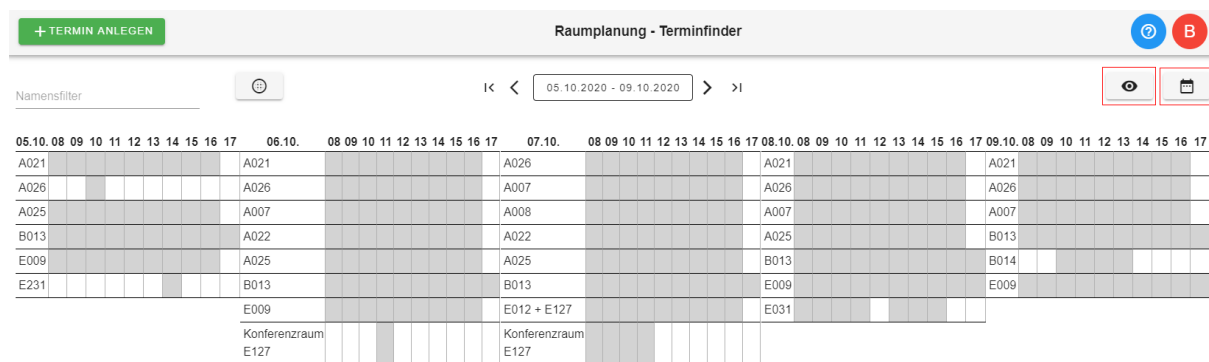 + TERMIN ANLEGEN Raumplanung - Terminfinder ? B
Namensfilter 05.10.2020 - 09.10.2020
05.10. 08 09 10 11 12 13 14 15 16 17 06.10. 08 09 10 11 12 13 14 15 16 17 07.10. 08 09 10 11 12 13 14 15 16 17 08.10. 08 09 10 11 12 13 14 15 16 17 09.10. 08 09 10 11 12 13 14 15 16 17
A021 A021 A026 A021 A021
A026 A026 A007 A026 A026
A025 A007 A008 A007 A007
B013 A022 A022 A025 B013
E009 A025 A025 B013 B014
E231 B013 B013 E009 E009
E009 E012 + E127 E031
Konferenzraum Konferenzraum
E127 E127